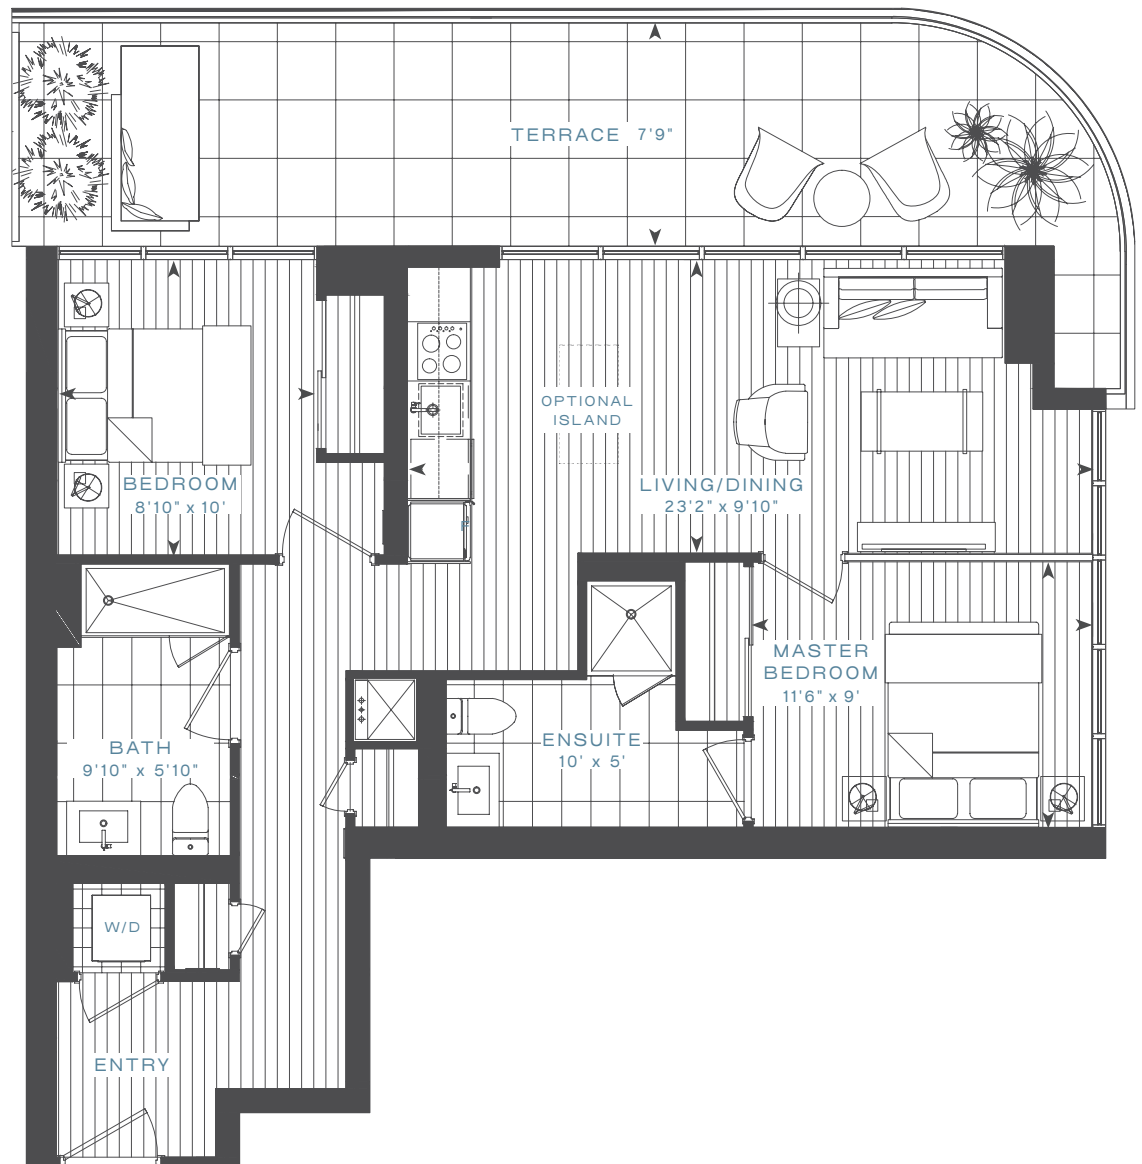 TERRACE 7'9"
OPTIONAL
ISLAND
BEDROOM
8'10" x 10'
LIVING/DINING
23'2" x 9'10"
MASTER
BEDROOM
11'6" x 9'
ENSUITE
10' x 5'
BATH
9'10" x 5'10"
W/D
ENTRY